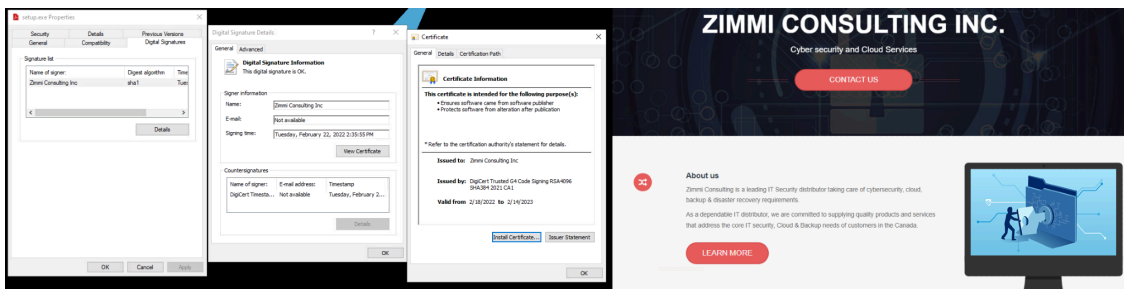 setup.exe Properties
Security Details Previous Versions
General Compatibility Digital Signatures
Signature list
Name of signer: Digest algorithm Time
Zimmi Consulting Inc sha1 Tues
Details
OK Cancel Apply
Digital Signature Details
General Advanced
Digital Signature Information
This digital signature is OK.
Signer information
Name: Zimmi Consulting Inc
E-mail: Not available
Signing time: Tuesday, February 22, 2022 2:35:55 PM
View Certificate
Countersignatures
Name of signer: E-mail address: Timestamp
DigiCert Timesta... Not available Tuesday, February 2...
Details
OK
Certificate
General Details Certification Path
Certificate Information
This certificate is intended for the following purpose(s):
• Ensures software came from software publisher
• Protects software from alteration after publication
* Refer to the certification authority's statement for details.
Issued to: Zimmi Consulting Inc
Issued by: DigiCert Trusted G4 Code Signing RSA4096
SHA384 2021 CA1
Valid from 2/18/2022 to 2/14/2023
Install Certificate... Issuer Statement
OK
ZIMMI CONSULTING INC.
Cyber security and Cloud Services
CONTACT US
About us
Zimmi Consulting is a leading IT Security distributor taking care of cybersecurity, cloud,
backup & disaster recovery requirements.
As a dependable IT distributor, we are committed to supplying quality products and services
that address the core IT security, Cloud & Backup needs of customers in the Canada.
LEARN MORE